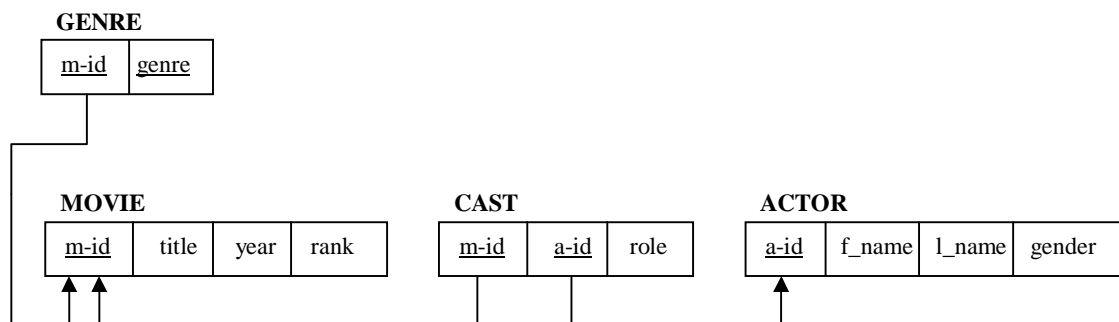 GENRE
m-id genre
MOVIE CAST ACTOR
m-id title year rank m-id a-id role a-id f_name l_name gender